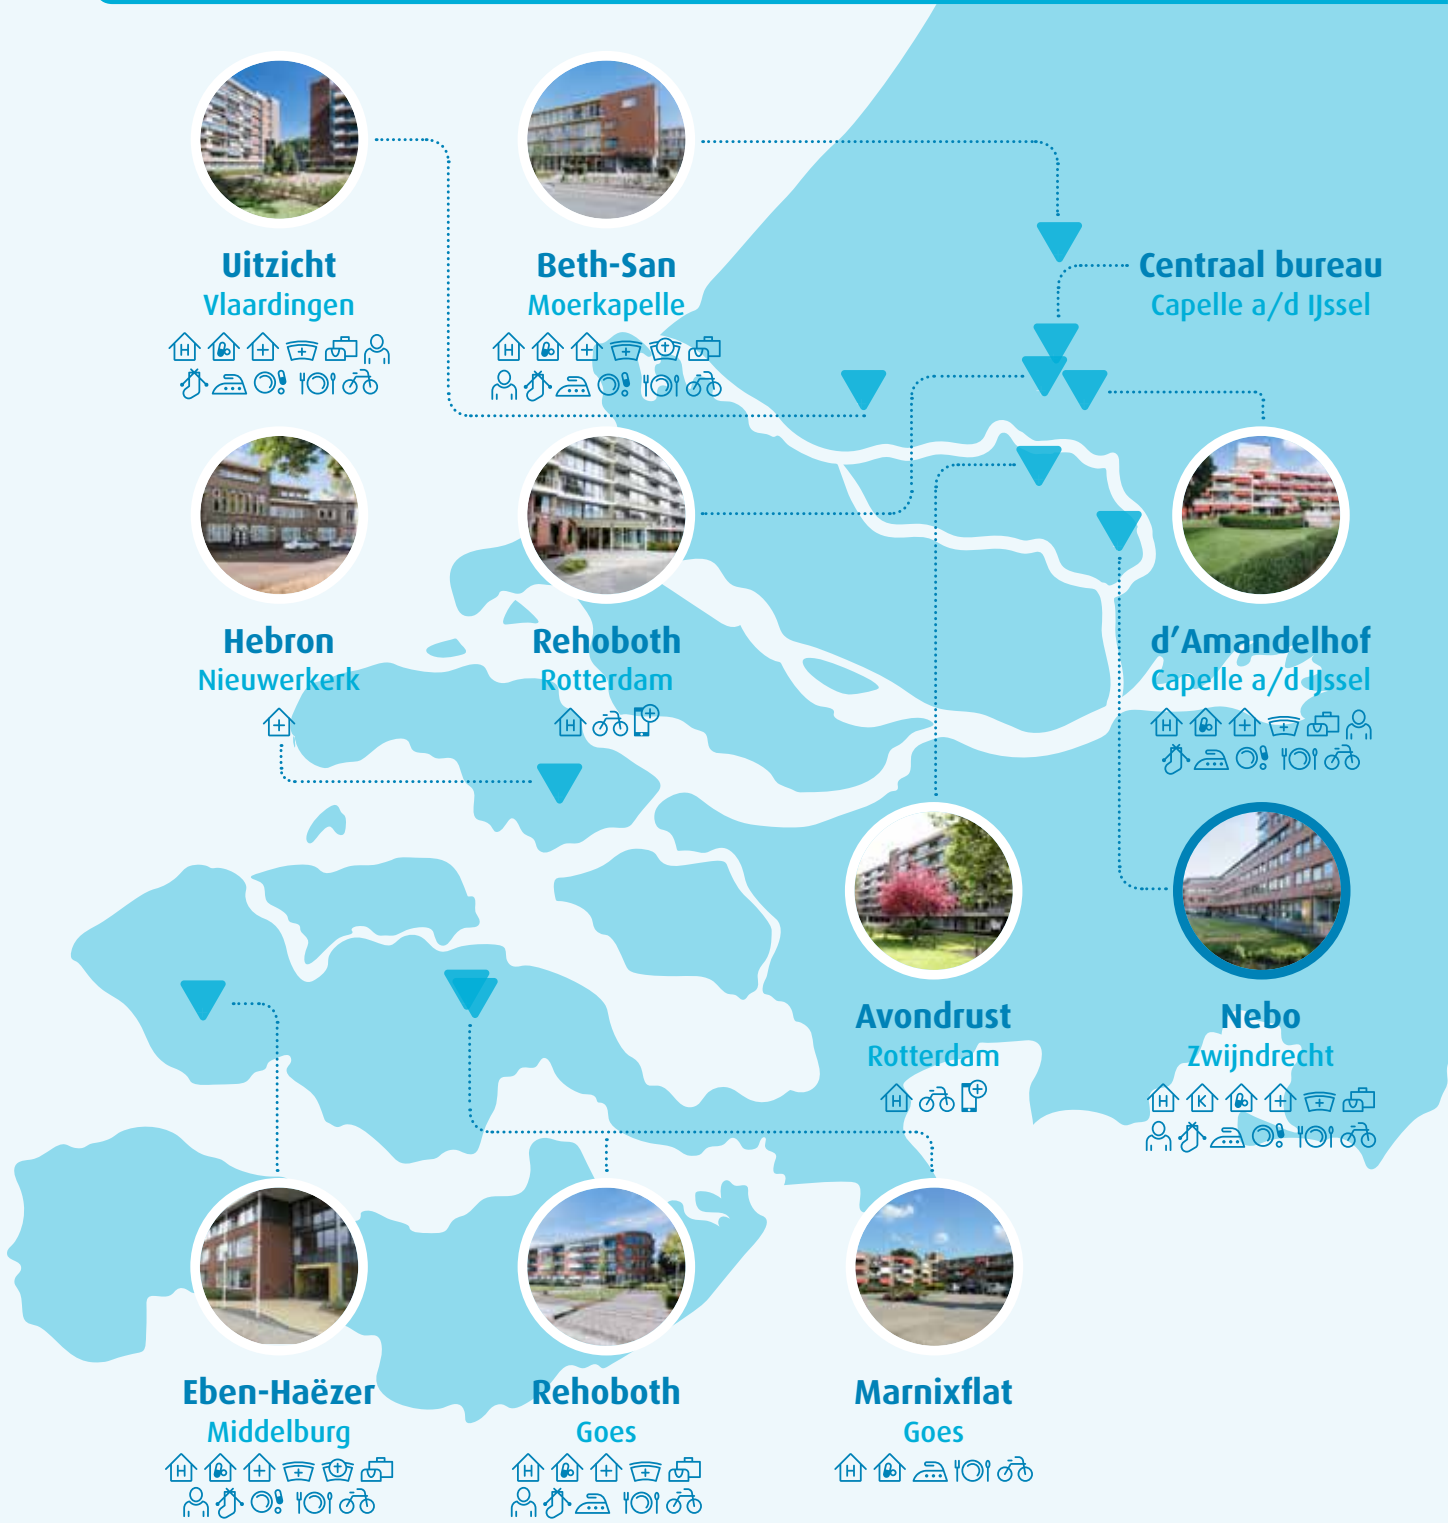 Uitzicht
Vlaardingen
Beth-San
Moerkapelle
Centraal bureau
Capelle a/d IJssel
Hebron
Nieuwerkerk
Rehoboth
Rotterdam
d’Amandelhof
Capelle a/d IJssel
Avondrust
Rotterdam
Nebo
Zwijndrecht
Eben-Haëzer
Middelburg
Rehoboth
Goes
Marnixflat
Goes